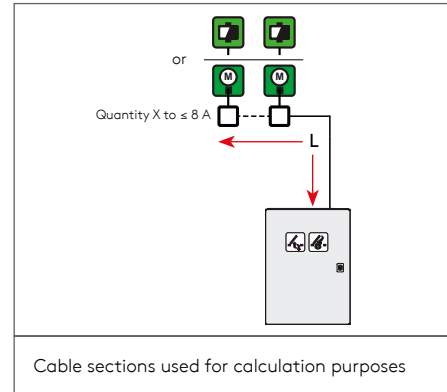 or
M M
Quantity X to ≤ 8 A
L
Cable sections used for calculation purposes